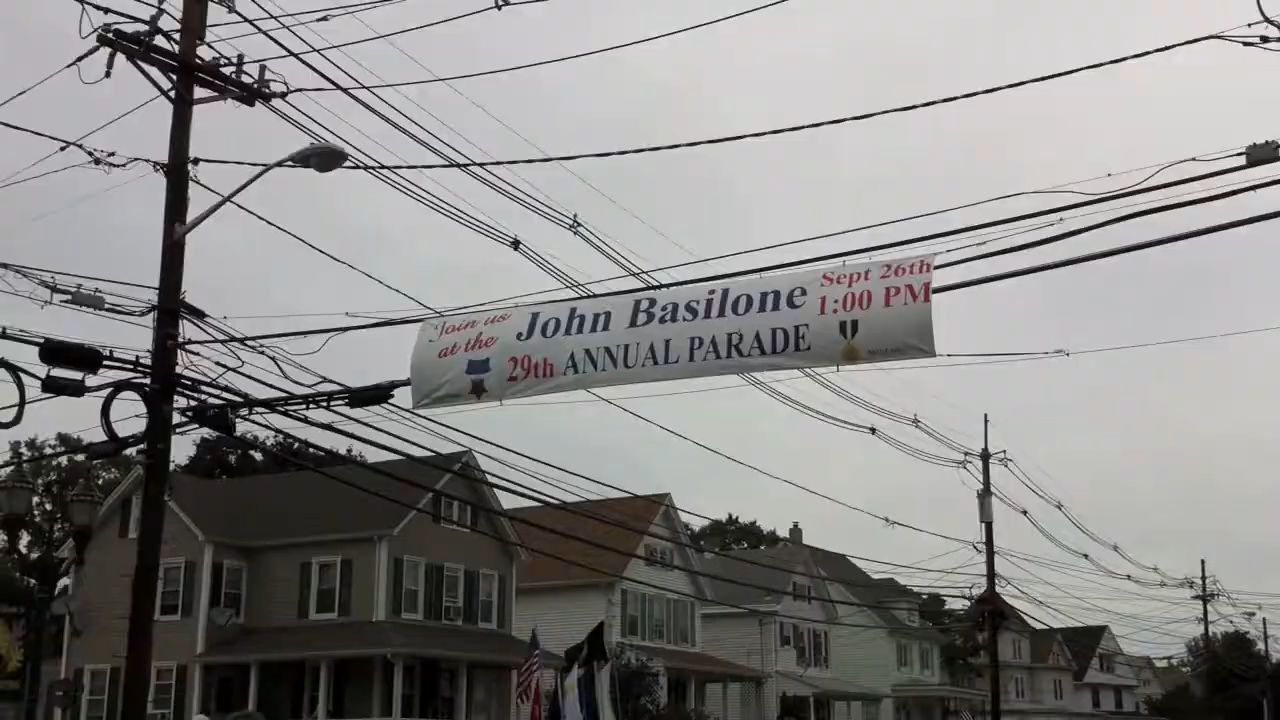 Join us
at the
John Basilone
29th ANNUAL PARADE
Sept 26th
1:00 PM